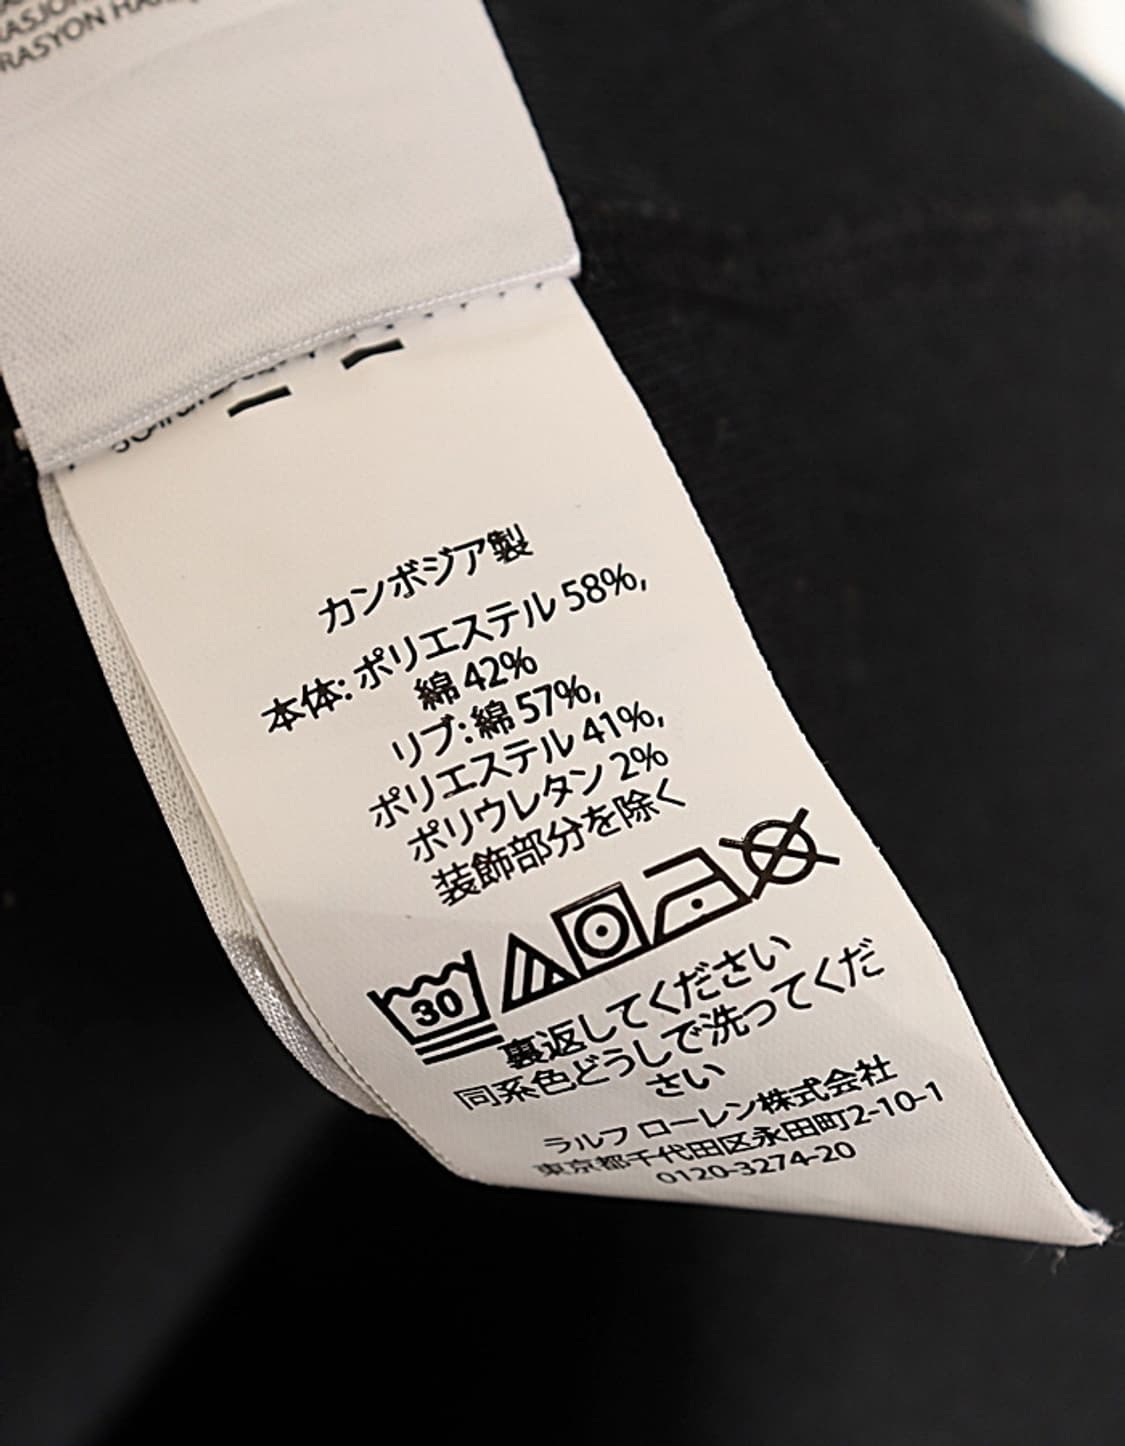 カンボジア製
本体: ポリエステル 58%,
綿 42%
リブ: 綿 57%,
ポリエステル 41%,
ポリウレタン 2%
装飾部分を除く
30
裏返してください
同系色どうしで洗ってくだ
さい
ラルフ ローレン株式会社
東京都千代田区永田町2-10-1
0120-3274-20